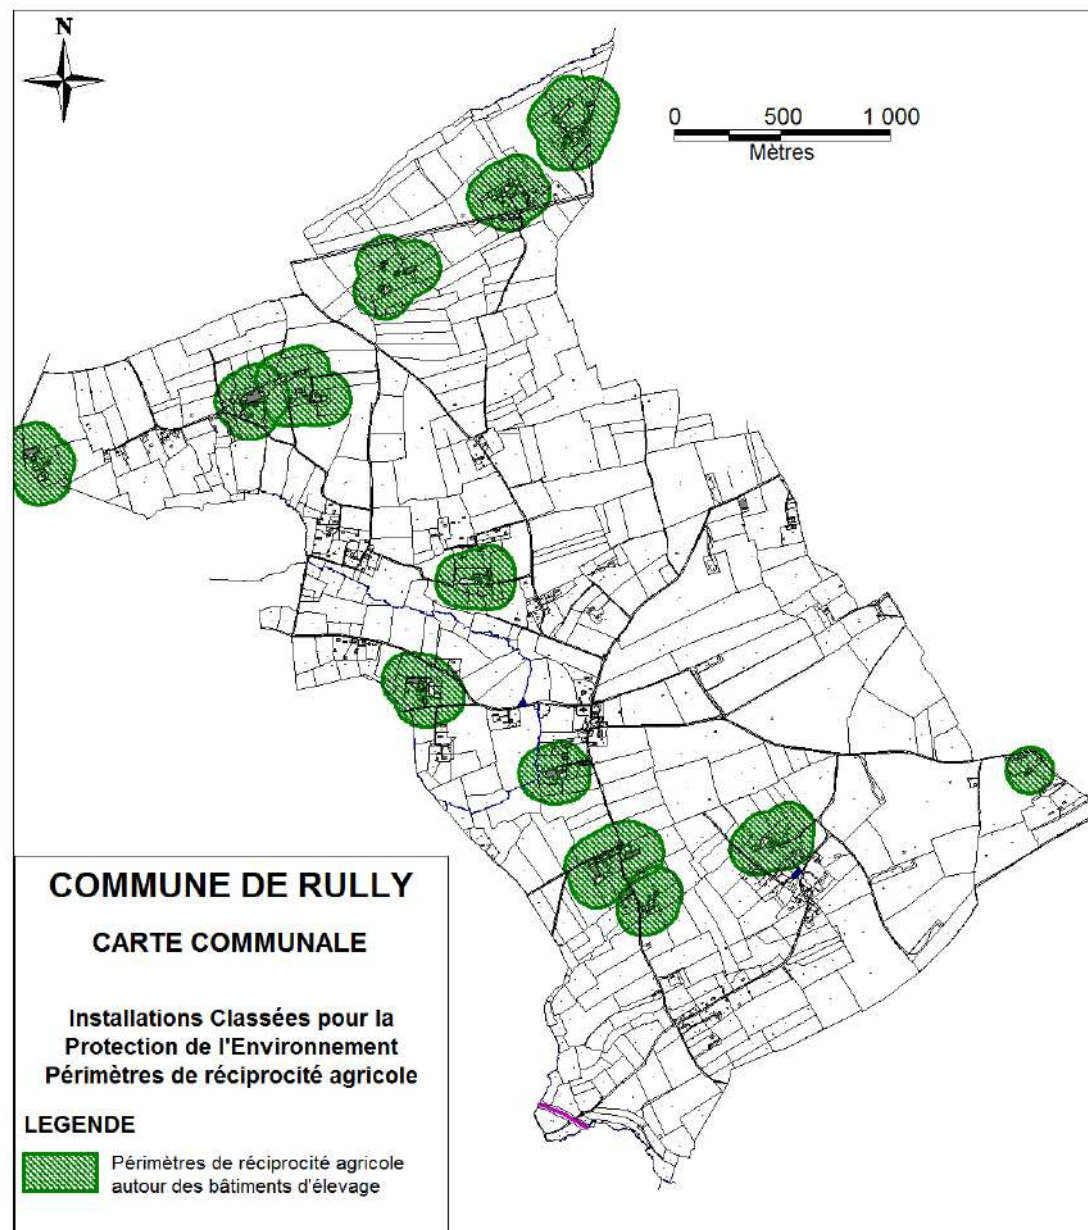 N
0 500 1 000
Mètres
COMMUNE DE RULLY
CARTE COMMUNALE
Installations Classées pour la
Protection de l'Environnement
Périmètres de réciprocité agricole
LEGENDE
Périmètres de réciprocité agricole
autour des bâtiments d'élevage